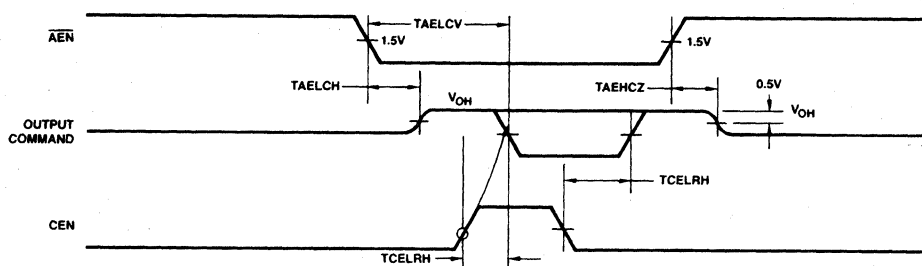 TAELCV
AEN
1.5V
1.5V
TAELCH
TAEHCZ
0.5V
VOH
VOH
OUTPUT
COMMAND
TCELRH
CEN
TCELRH